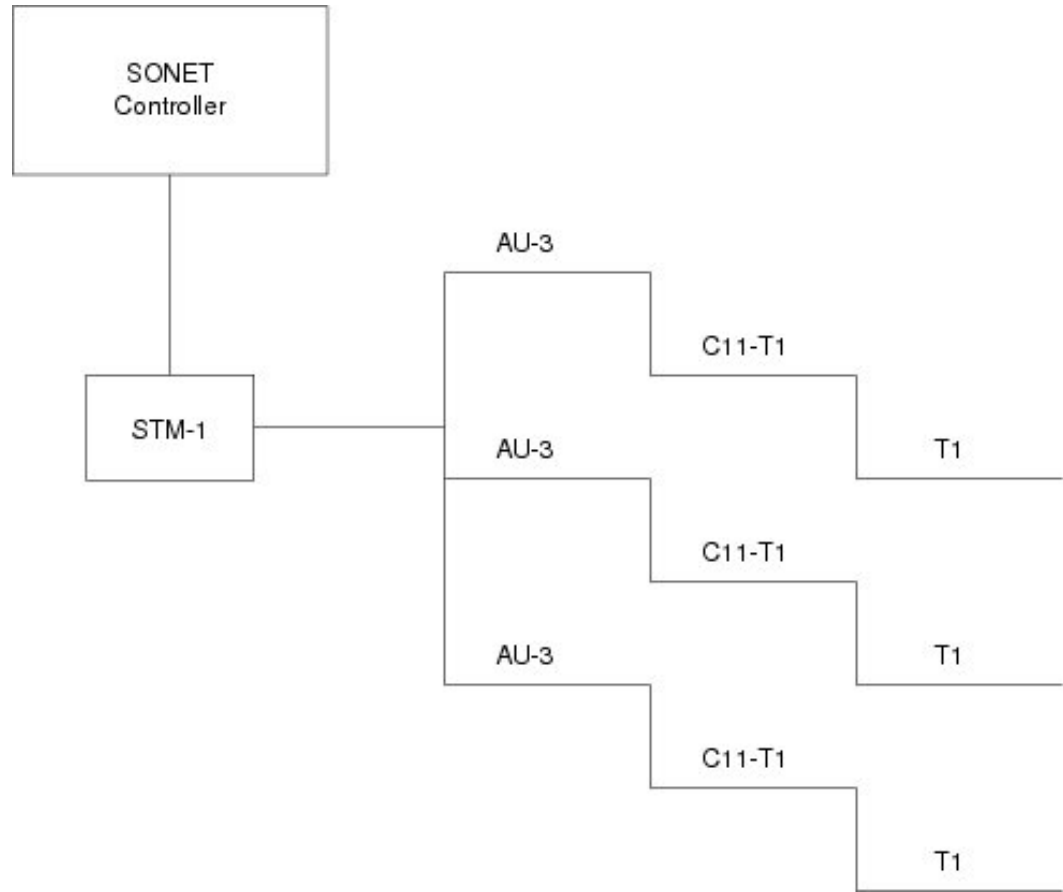 SONET
Controller
AU-3
C11-T1
STM-1
AU-3
T1
C11-T1
AU-3
T1
C11-T1
T1